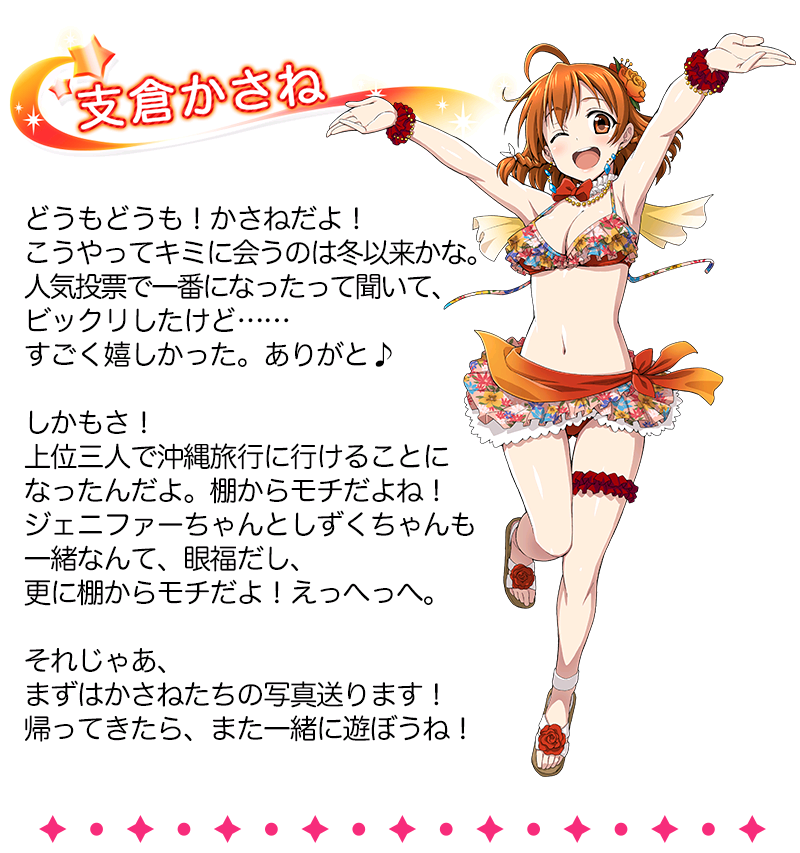 支倉かさね
どうもどうも！かさねだよ！
こうやってキミに会うのは冬以来かな。
人気投票で一番になったって聞いて、
ビックリしたけど……
すごく嬉しかった。ありがと♪
しかもさ！
上位三人で沖縄旅行に行けることに
なったんだよ。棚からモチだよね！
ジェニファーちゃんとしずくちゃんも
一緒なんて、眼福だし、
更に棚からモチだよ！えっへっへ。
それじゃあ、
まずはかさねたちの写真送ります！
帰ってきたら、また一緒に遊ぼうね！